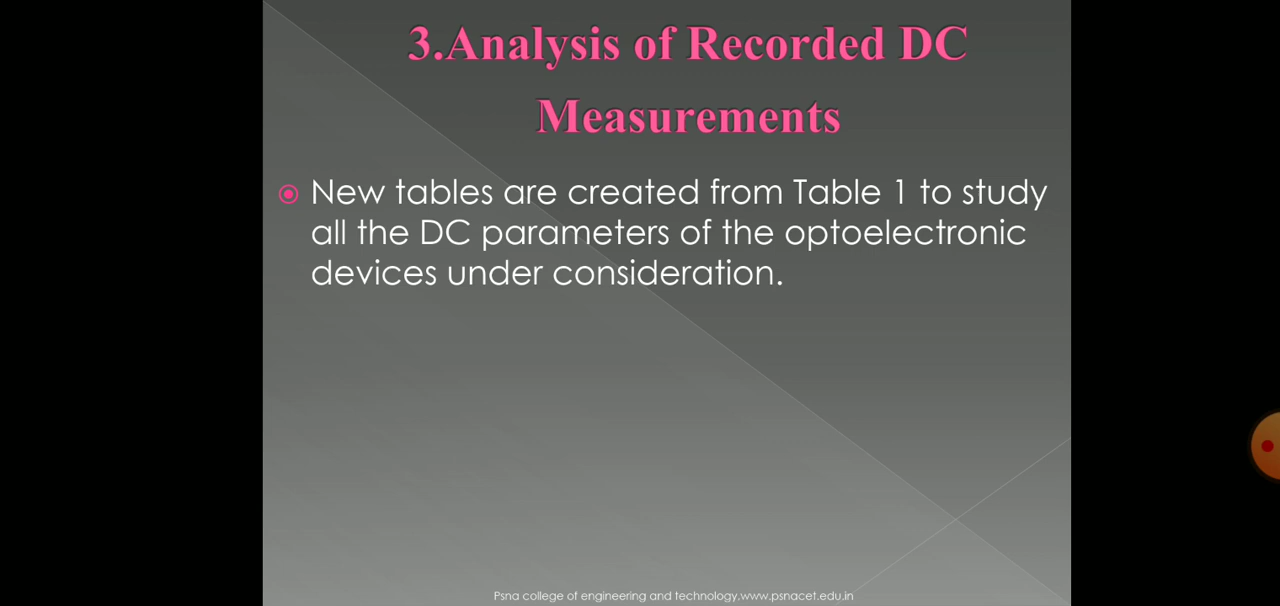 3.Analysis of Recorded DC
Measurements
New tables are created from Table 1 to study
all the DC parameters of the optoelectronic
devices under consideration.
Psna college of engineering and technology.www.psnacet.edu.in